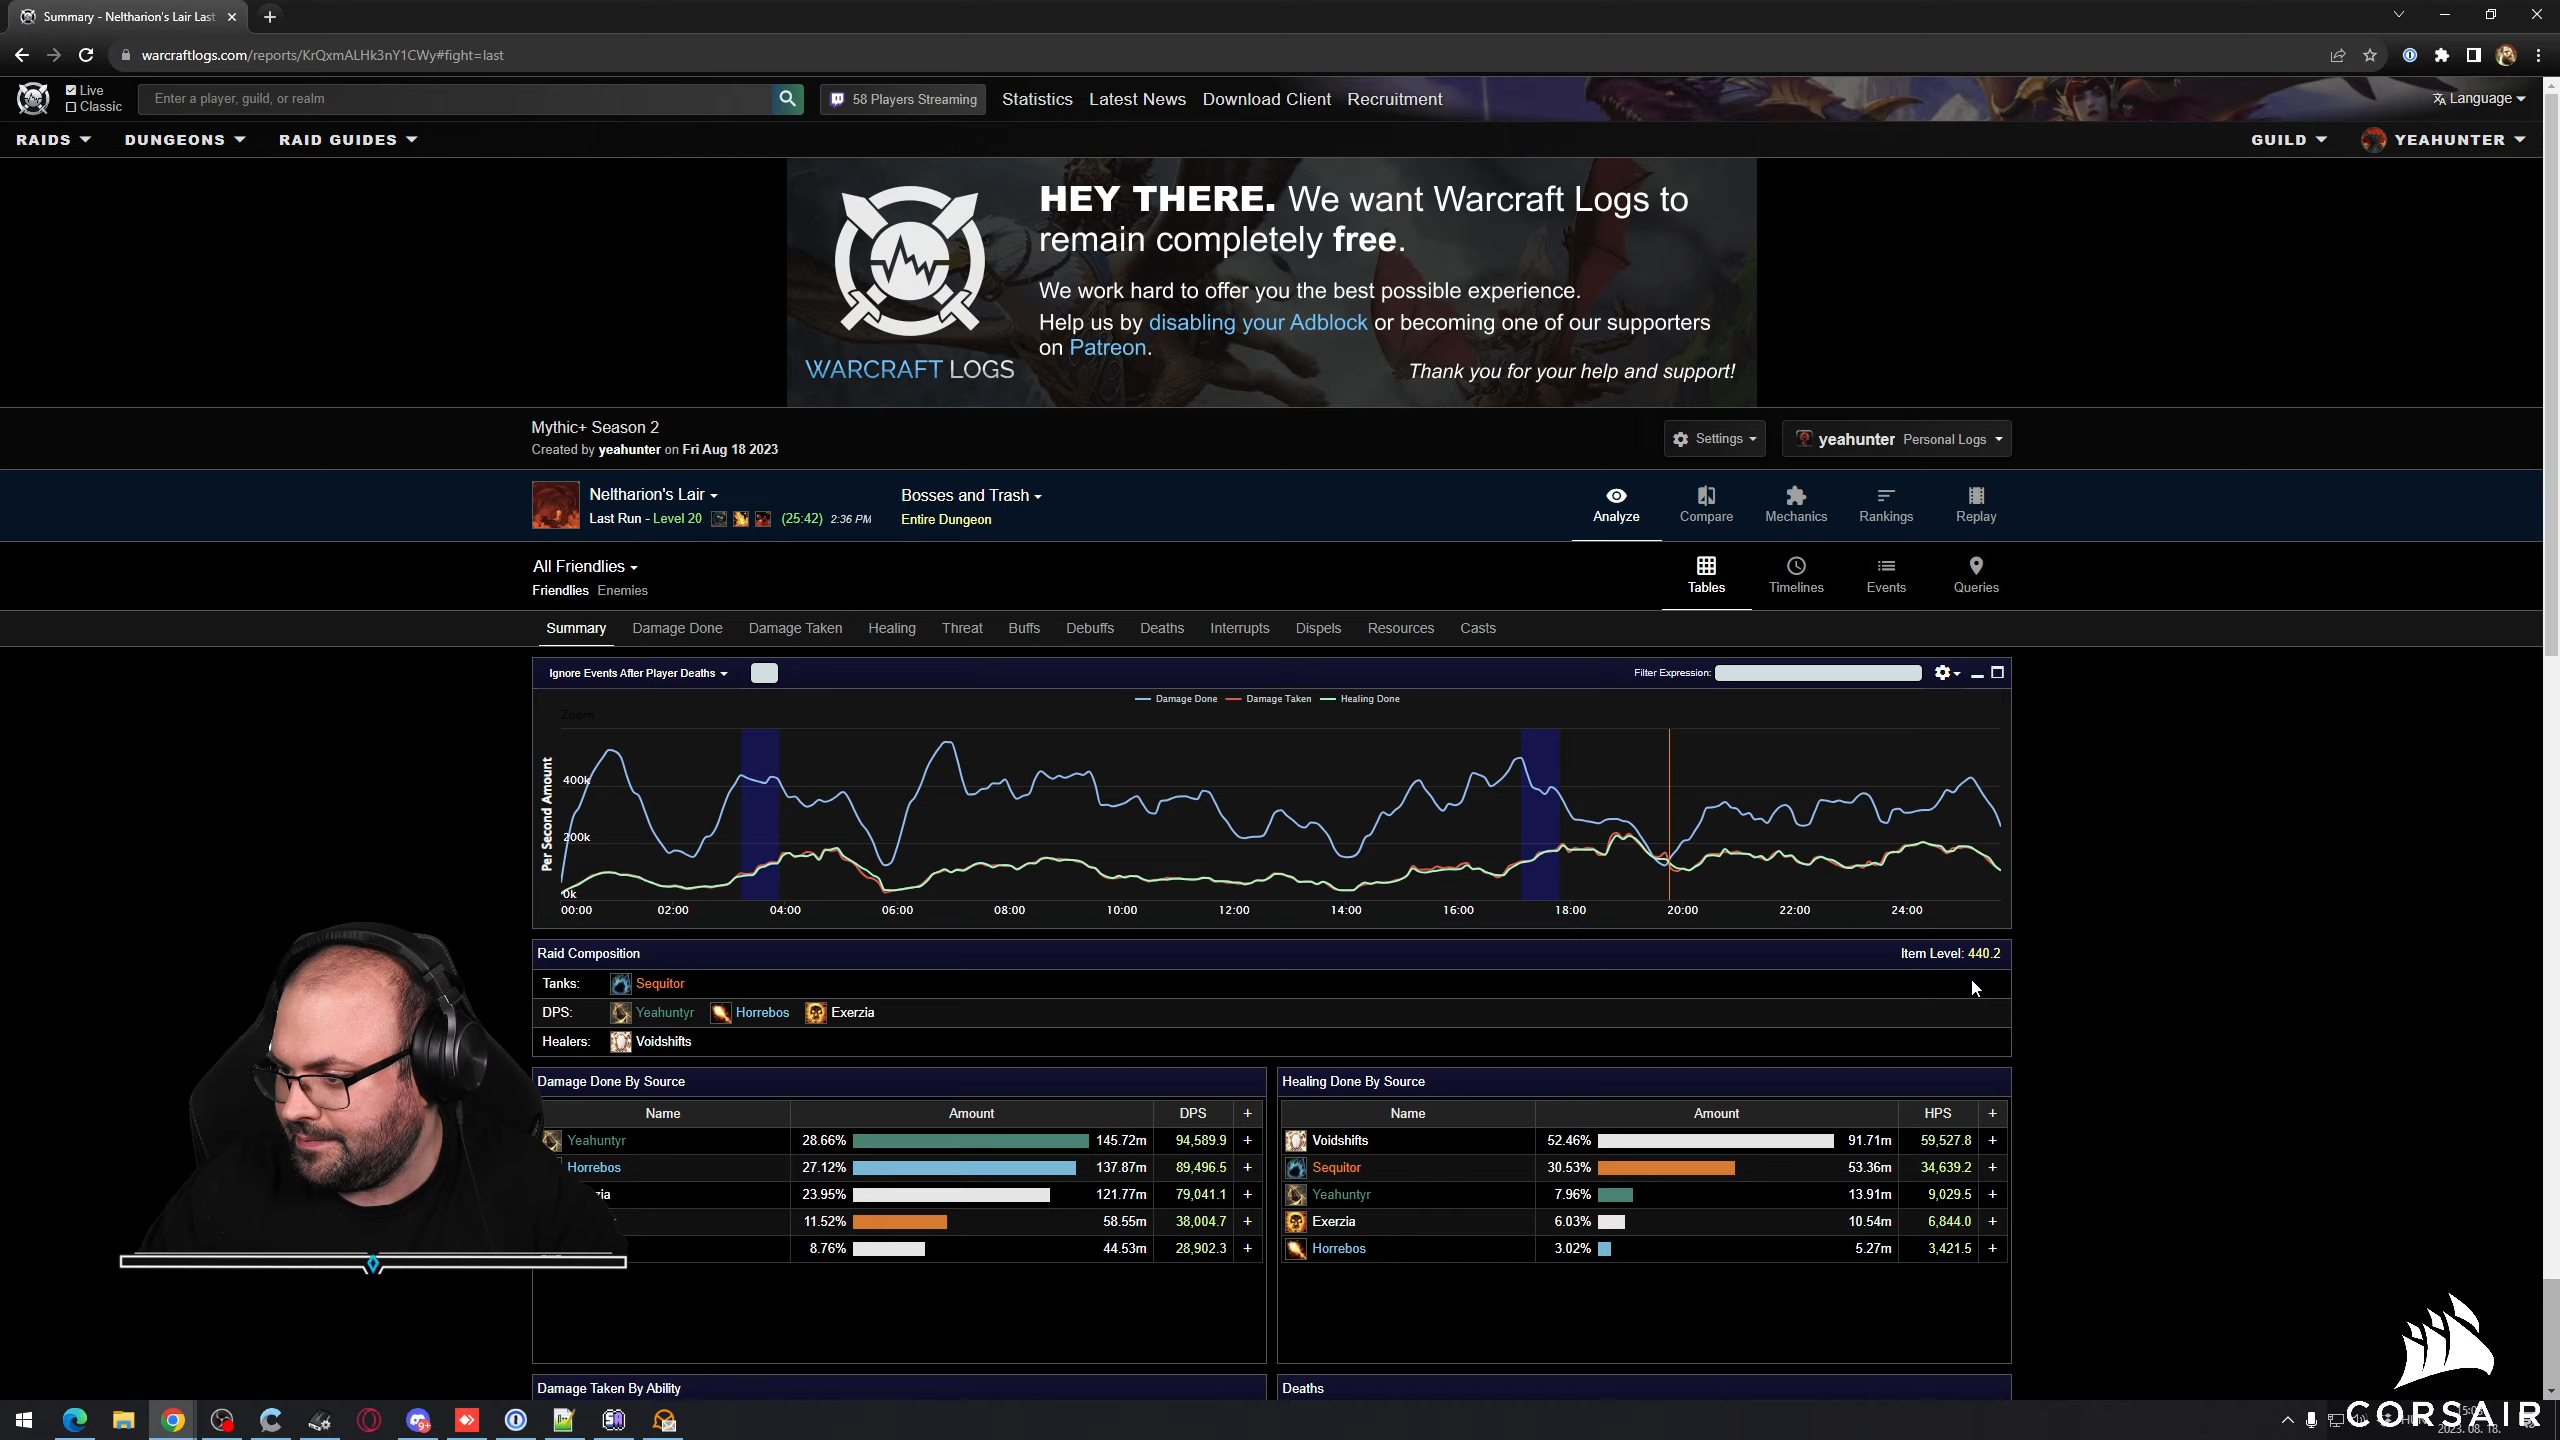 Summary - Neltharion's Lair Last
warcraftlogs.com/reports/KrQxmALHk3nY1CWy#fight=last
Live
Classic
Enter a player, guild, or realm
58 Players Streaming
Statistics
Latest News
Download Client
Recruitment
Language
RAIDS
DUNGEONS
RAID GUIDES
GUILD
YEAHUNTER
HEY THERE. We want Warcraft Logs to
remain completely free.
We work hard to offer you the best possible experience.
Help us by disabling your Adblock or becoming one of our supporters
on Patreon.
WARCRAFT LOGS
Thank you for your help and support!
Mythic+ Season 2
Created by yeahunter on Fri Aug 18 2023
Settings
yeahunter Personal Logs
Neltharion's Lair
Last Run - Level 20 (25:42) 2:36 PM
Bosses and Trash
Entire Dungeon
Analyze
Compare
Mechanics
Rankings
Replay
All Friendlies
Friendlies Enemies
Tables
Timelines
Events
Queries
Summary
Damage Done
Damage Taken
Healing
Threat
Buffs
Debuffs
Deaths
Interrupts
Dispels
Resources
Casts
Ignore Events After Player Deaths
Filter Expression:
Damage Done
Damage Taken
Healing Done
Zoom
Per Second Amount
400k
200k
0k
00:00 02:00 04:00 06:00 08:00 10:00 12:00 14:00 16:00 18:00 20:00 22:00 24:00
Raid Composition
Item Level: 440.2
Tanks: Sequitor
DPS: Yeahuntyr Horrebos Exerzia
Healers: Voidshifts
Damage Done By Source
Name Amount DPS +
Yeahuntyr 28.66% 145.72m 94,589.9 +
Horrebos 27.12% 137.87m 89,496.5 +
zia 23.95% 121.77m 79,041.1 +
11.52% 58.55m 38,004.7 +
8.76% 44.53m 28,902.3 +
Healing Done By Source
Name Amount HPS +
Voidshifts 52.46% 91.71m 59,527.8 +
Sequitor 30.53% 53.36m 34,639.2 +
Yeahuntyr 7.96% 13.91m 9,029.5 +
Exerzia 6.03% 10.54m 6,844.0 +
Horrebos 3.02% 5.27m 3,421.5 +
Damage Taken By Ability
Deaths
9+
CORSAIR
2023. 08. 18.